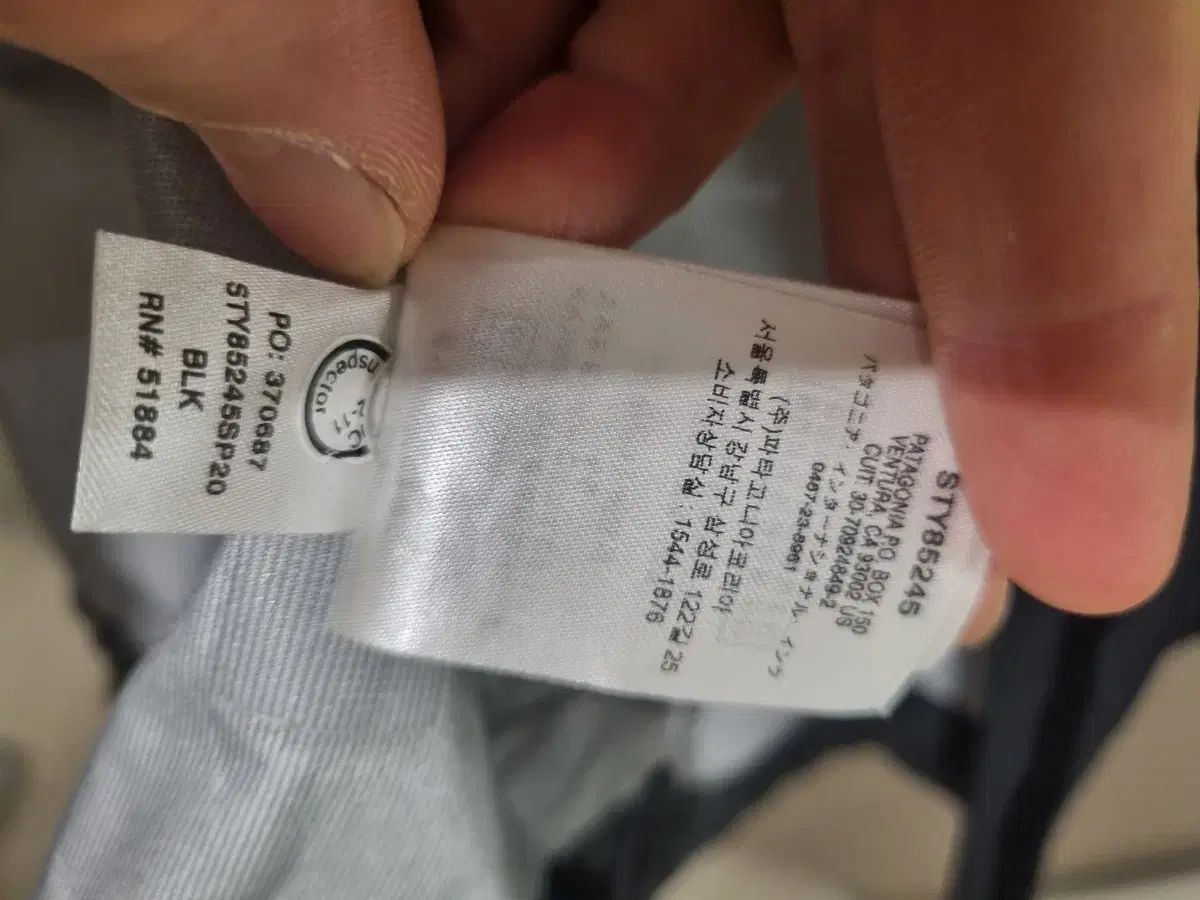 STY85245
PATAGONIA P.O. BOX 150
VENTURA, CA 93002 US
CUIT: 30-70924849-2
パタゴニア・インターナショナル・インク
0467-23-8961
(주)파타고니아코리아
서울특별시 강남구 삼성로 122길 25
소비자상담실 : 1544-1876
Inspector
PO: 370687
STY85245SP20
BLK
RN# 51884